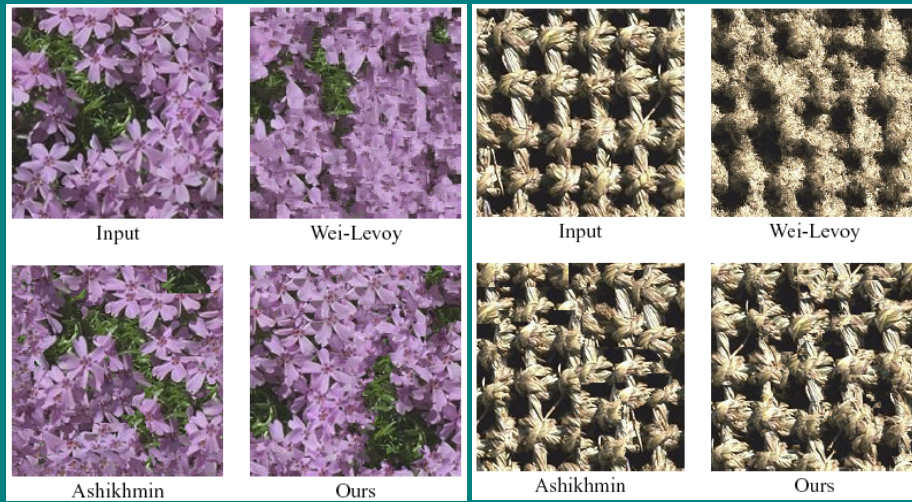 Input
Wei-Levoy
Ashikhmin
Ours
Input
Wei-Levoy
Ashikhmin
Ours